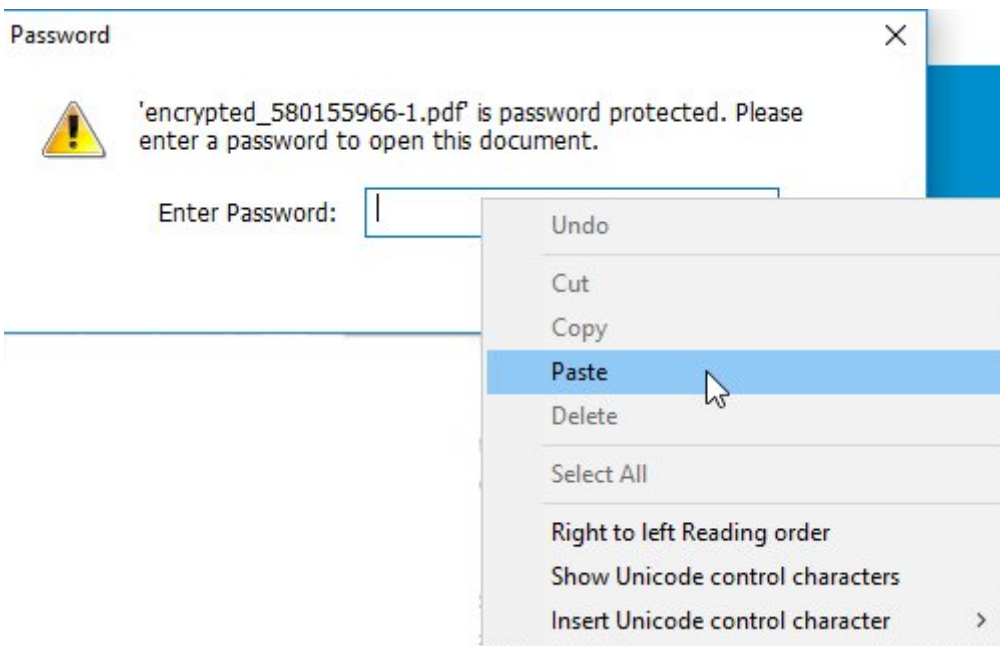 Password
'encrypted_580155966-1.pdf' is password protected. Please
enter a password to open this document.
Enter Password:
Undo
Cut
Copy
Paste
Delete
Select All
Right to left Reading order
Show Unicode control characters
Insert Unicode control character